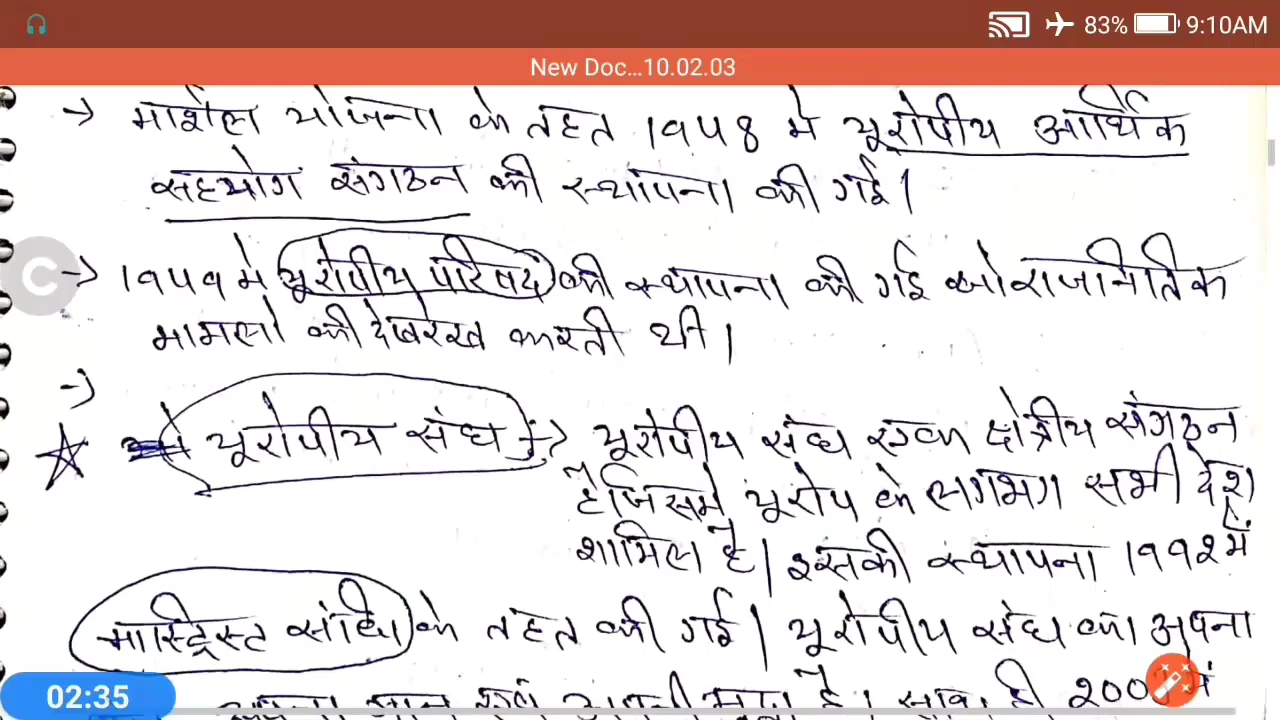 83% 9:10AM
New Doc...10.02.03
-> मार्शल योजना के तहत 1948 मे यूरोपीय आर्थिक
सहयोग संगठन की स्थापना की गई।
C
-> 1949 मे यूरोपीय परिषद की स्थापना की गई ओ राजनितिक
मामलो की देखरेख करती थी।
->
यूरोपीय संघ :-> यूरोपीय संघ एक क्षेत्रीय संगठन
है जिसमे यूरोप के लगभग सभी देश
शामिल है। इसकी स्थापना 1992 में
मास्ट्रिस्ट संधि के तहत की गई। यूरोपीय संघ का अपना
02:35